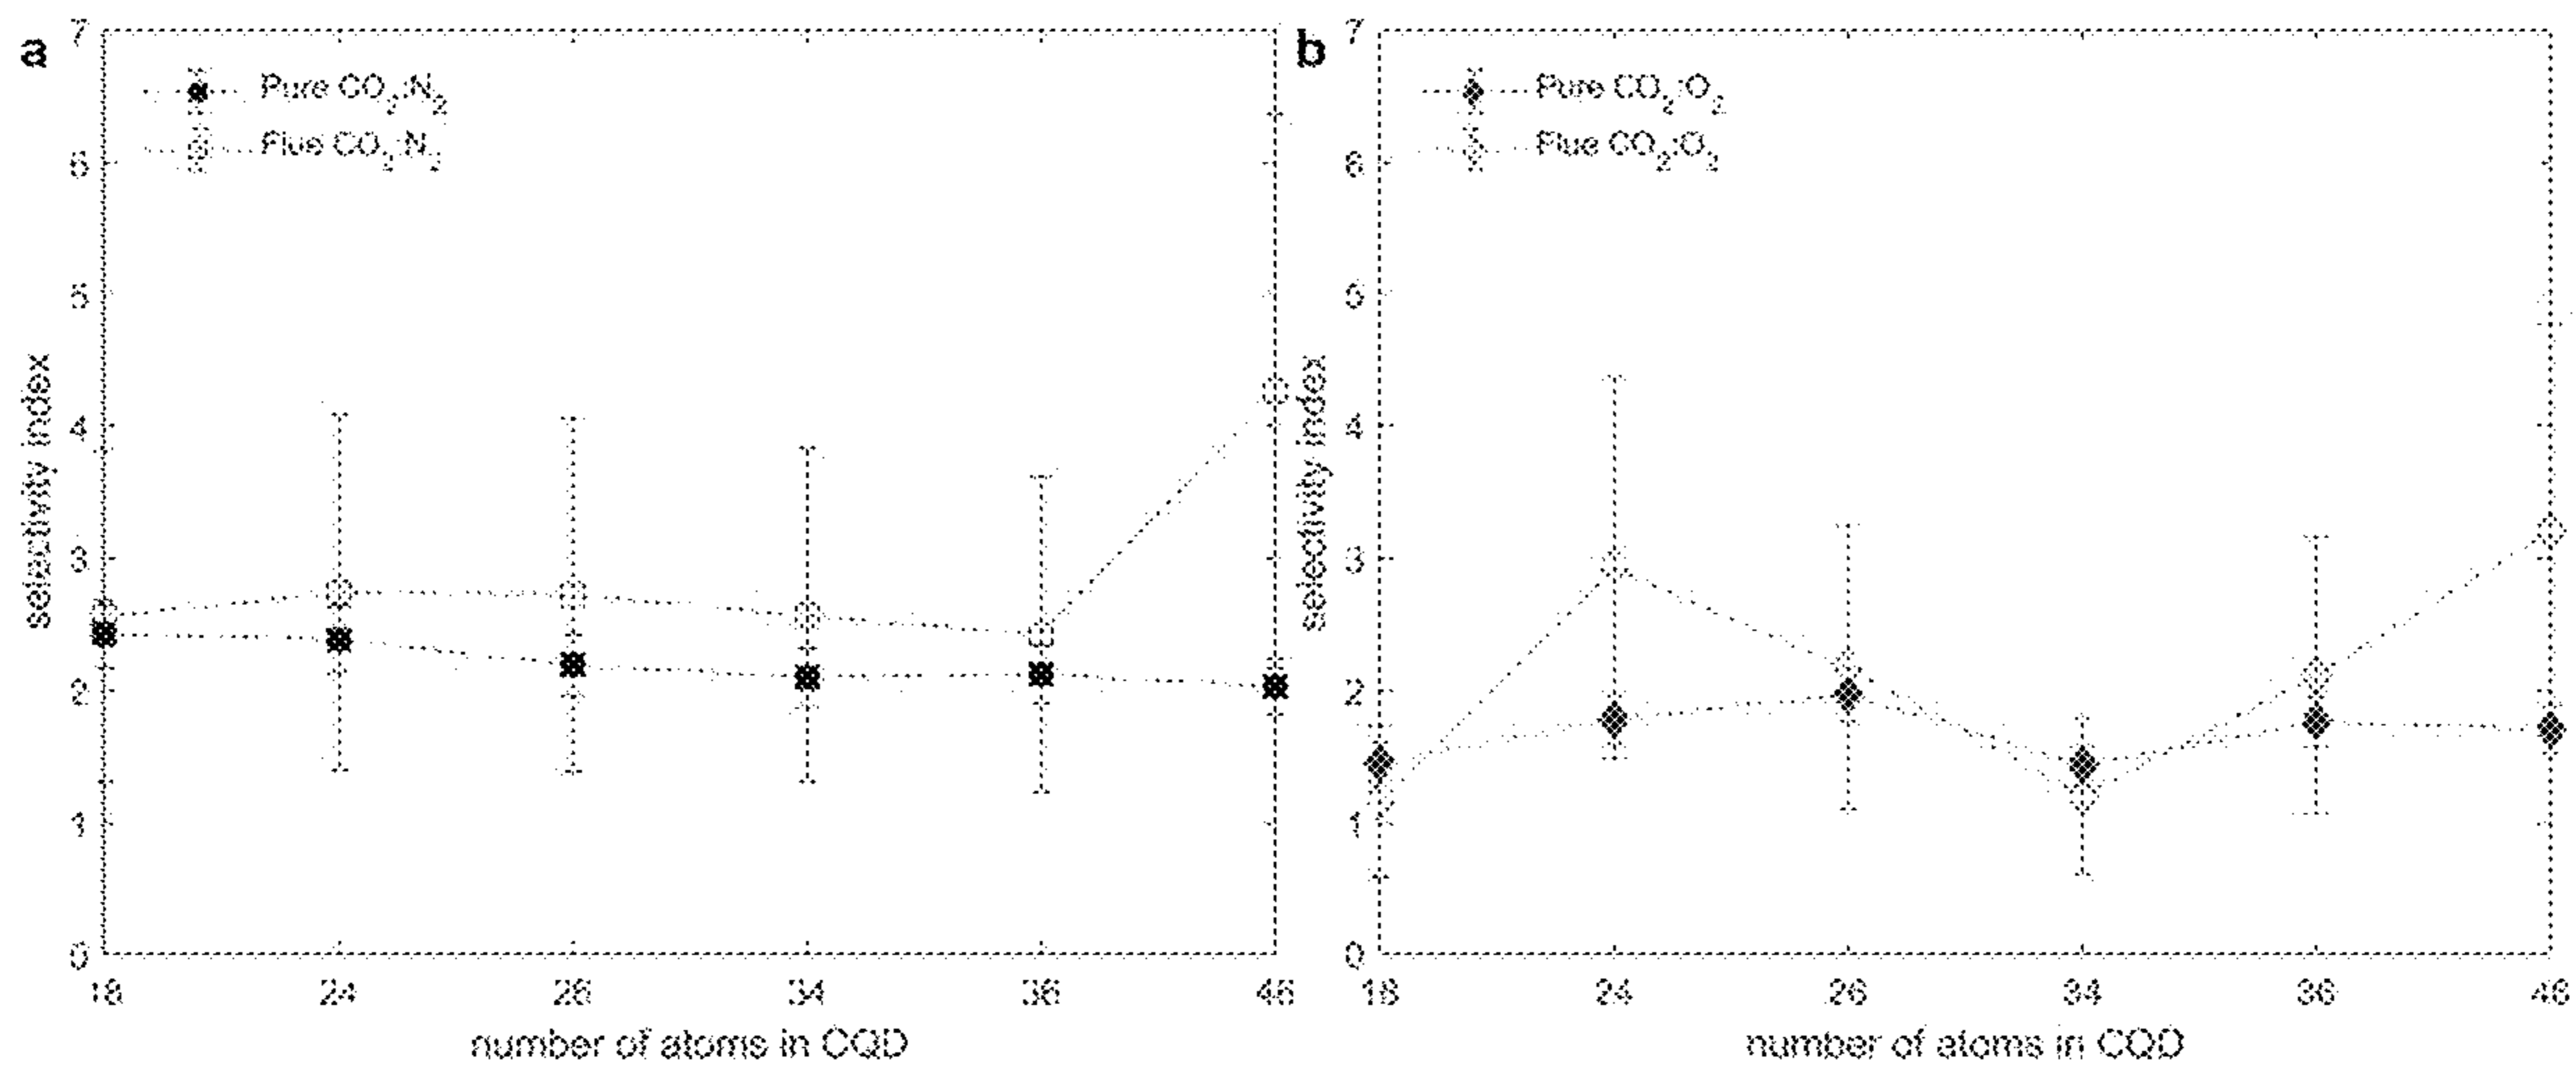 a
Pure CO2:N2
Flue CO2:N2
selectivity index
7
6
5
4
3
2
1
0
18 24 26 34 36 46
number of atoms in CQD
b
Pure CO2:O2
Flue CO2:O2
selectivity index
7
6
5
4
3
2
1
0
18 24 26 34 36 46
number of atoms in CQD